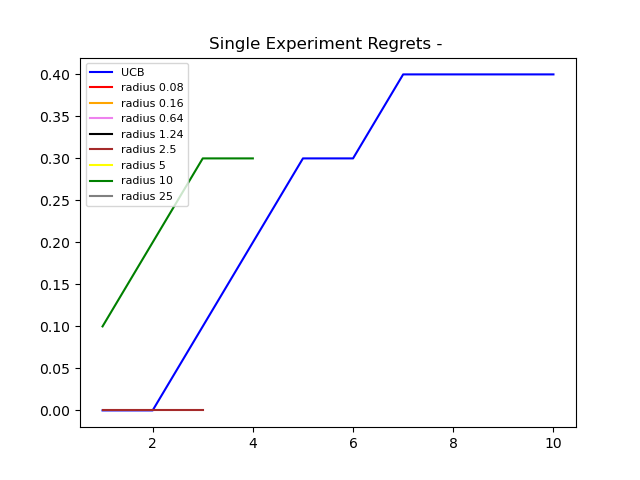 Single Experiment Regrets -
UCB
radius 0.08
radius 0.16
radius 0.64
radius 1.24
radius 2.5
radius 5
radius 10
radius 25
0.40
0.35
0.30
0.25
0.20
0.15
0.10
0.05
0.00
2 4 6 8 10